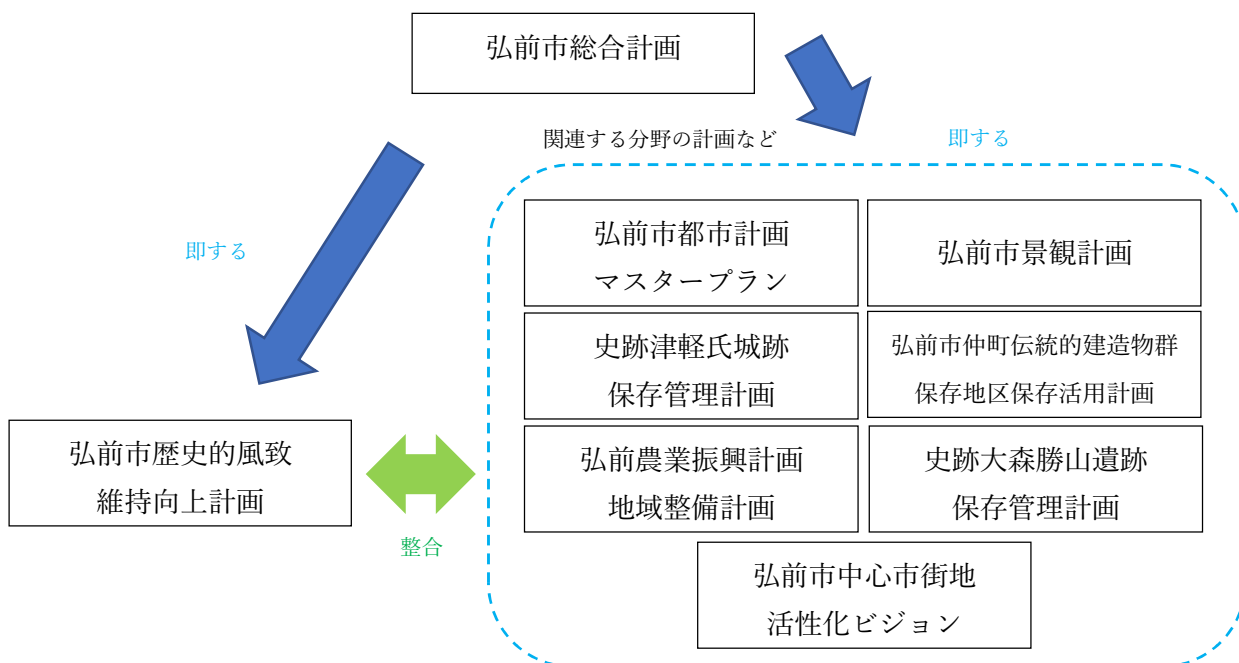 弘前市総合計画
関連する分野の計画など
即する
即する
弘前市都市計画
マスタープラン
弘前市景観計画
史跡津軽氏城跡
保存管理計画
弘前市仲町伝統的建造物群
保存地区保存活用計画
弘前市歴史的風致
維持向上計画
整合
弘前農業振興計画
地域整備計画
史跡大森勝山遺跡
保存管理計画
弘前市中心市街地
活性化ビジョン